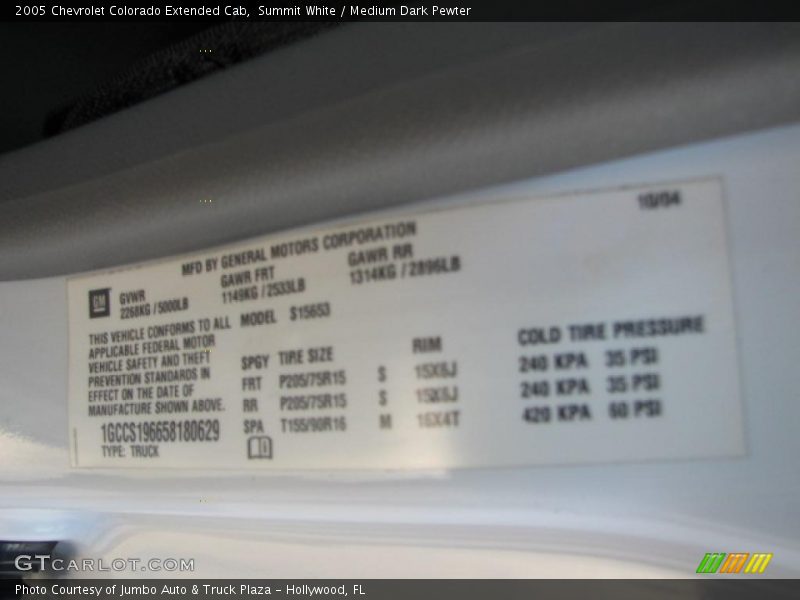 2005 Chevrolet Colorado Extended Cab, Summit White / Medium Dark Pewter
10/04
MFD BY GENERAL MOTORS CORPORATION
GM
GVWR GAWR FRT GAWR RR
2268KG / 5000LB 1149KG / 2533LB 1314KG / 2896LB
THIS VEHICLE CONFORMS TO ALL
APPLICABLE FEDERAL MOTOR
VEHICLE SAFETY AND THEFT
PREVENTION STANDARDS IN
EFFECT ON THE DATE OF
MANUFACTURE SHOWN ABOVE.
1GCCS196658180629
TYPE: TRUCK
MODEL S15653
SPGY TIRE SIZE RIM COLD TIRE PRESSURE
FRT P205/75R15 S 15X6J 240 KPA 35 PSI
RR P205/75R15 S 15X6J 240 KPA 35 PSI
SPA T155/90R16 M 16X4T 420 KPA 60 PSI
GTCARLOT.COM
Photo Courtesy of Jumbo Auto & Truck Plaza - Hollywood, FL